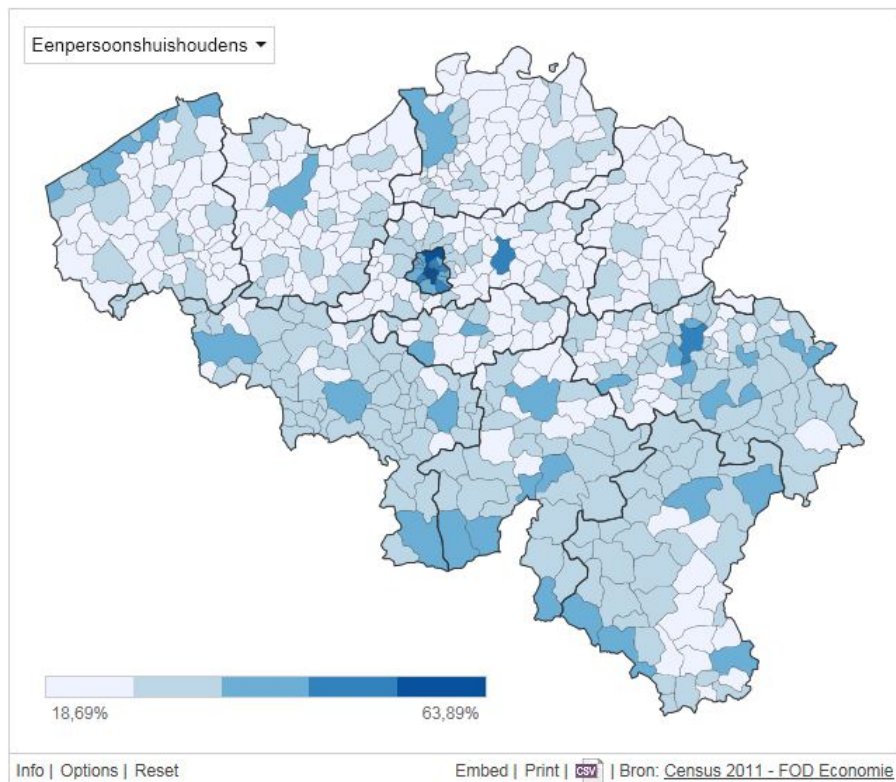 Eenpersoonshuishoudens
18,69% 63,89%
Info | Options | Reset Embed | Print | CSV | Bron: Census 2011 - FOD Economie